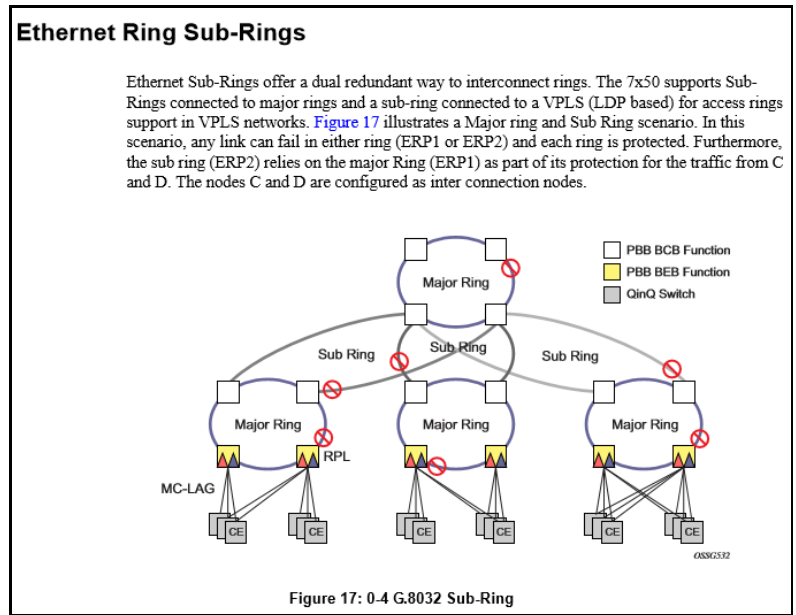 Ethernet Ring Sub-Rings
Ethernet Sub-Rings offer a dual redundant way to interconnect rings. The 7x50 supports Sub-
Rings connected to major rings and a sub-ring connected to a VPLS (LDP based) for access rings
support in VPLS networks. Figure 17 illustrates a Major ring and Sub Ring scenario. In this
scenario, any link can fail in either ring (ERP1 or ERP2) and each ring is protected. Furthermore,
the sub ring (ERP2) relies on the major Ring (ERP1) as part of its protection for the traffic from C
and D. The nodes C and D are configured as inter connection nodes.
PBB BCB Function
PBB BEB Function
QinQ Switch
Major Ring
Sub Ring
Sub Ring
Sub Ring
Major Ring
Major Ring
Major Ring
RPL
MC-LAG
CE
CE
CE
CE
CE
CE
OSSG532
Figure 17: 0-4 G.8032 Sub-Ring